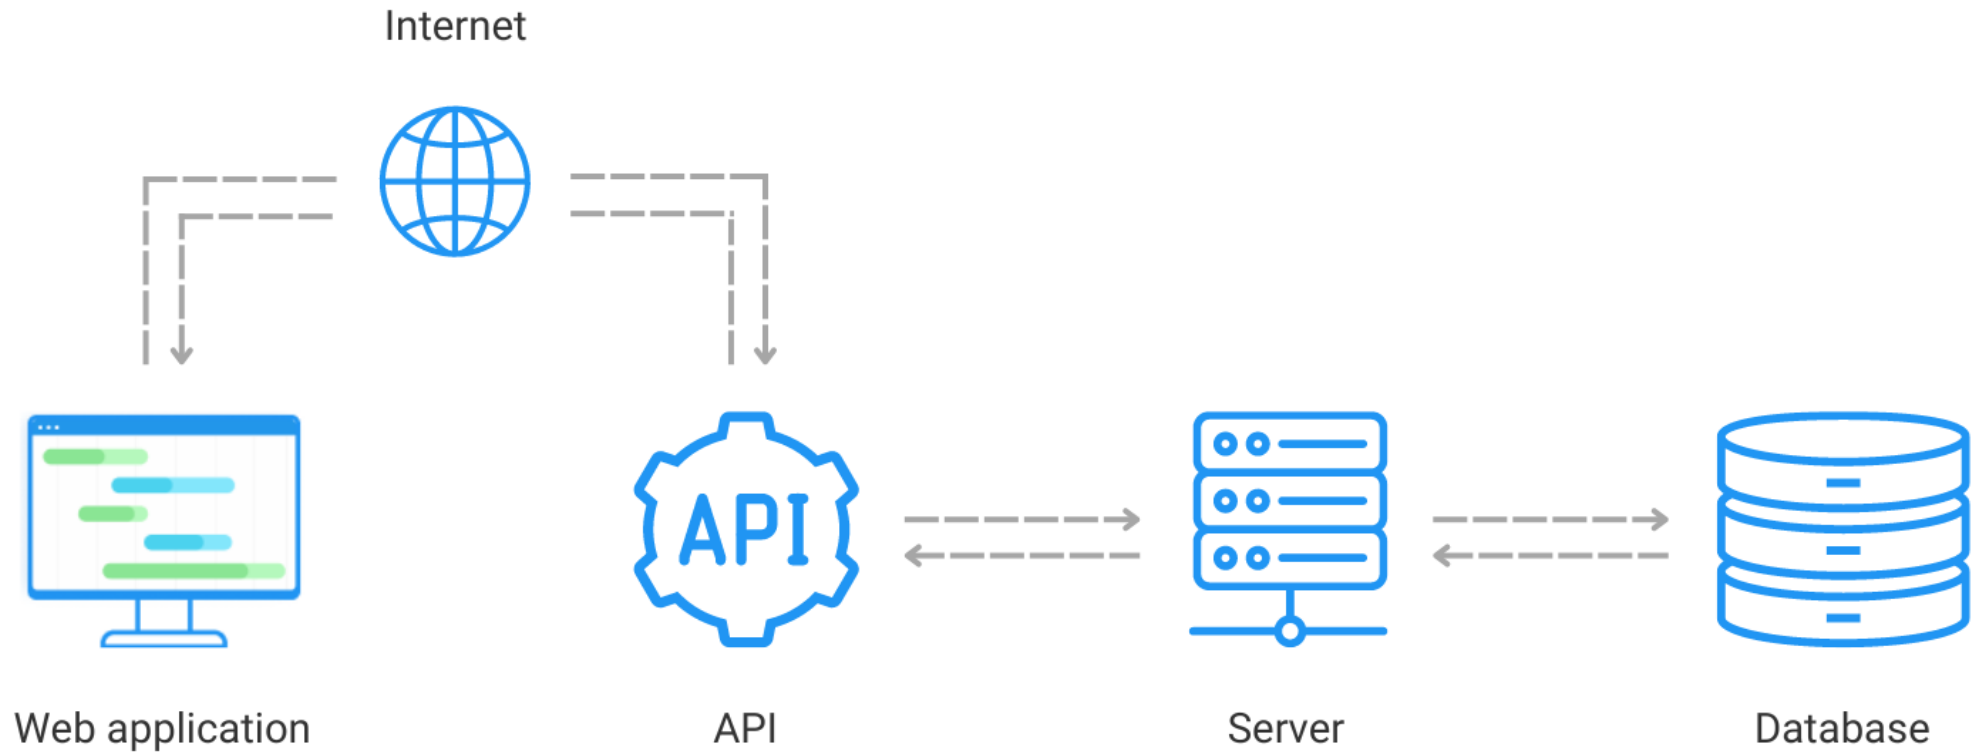 Internet
API
Web application
API
Server
Database